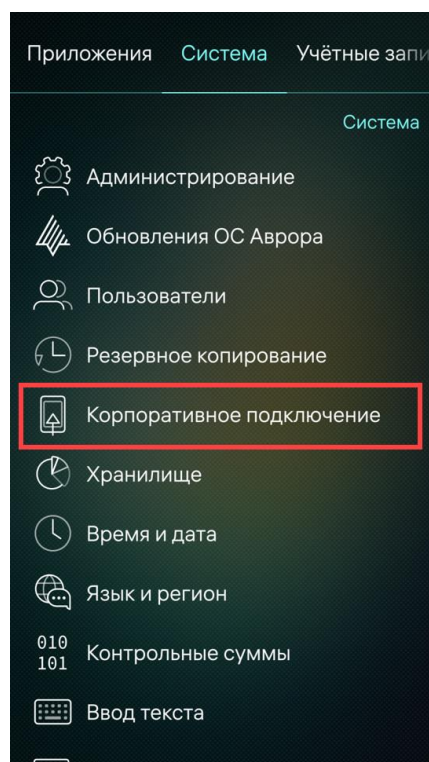 Приложения Система Учётные запи
Система
Администрирование
Обновления ОС Аврора
Пользователи
Резервное копирование
Корпоративное подключение
Хранилище
Время и дата
Язык и регион
010
101
Контрольные суммы
Ввод текста